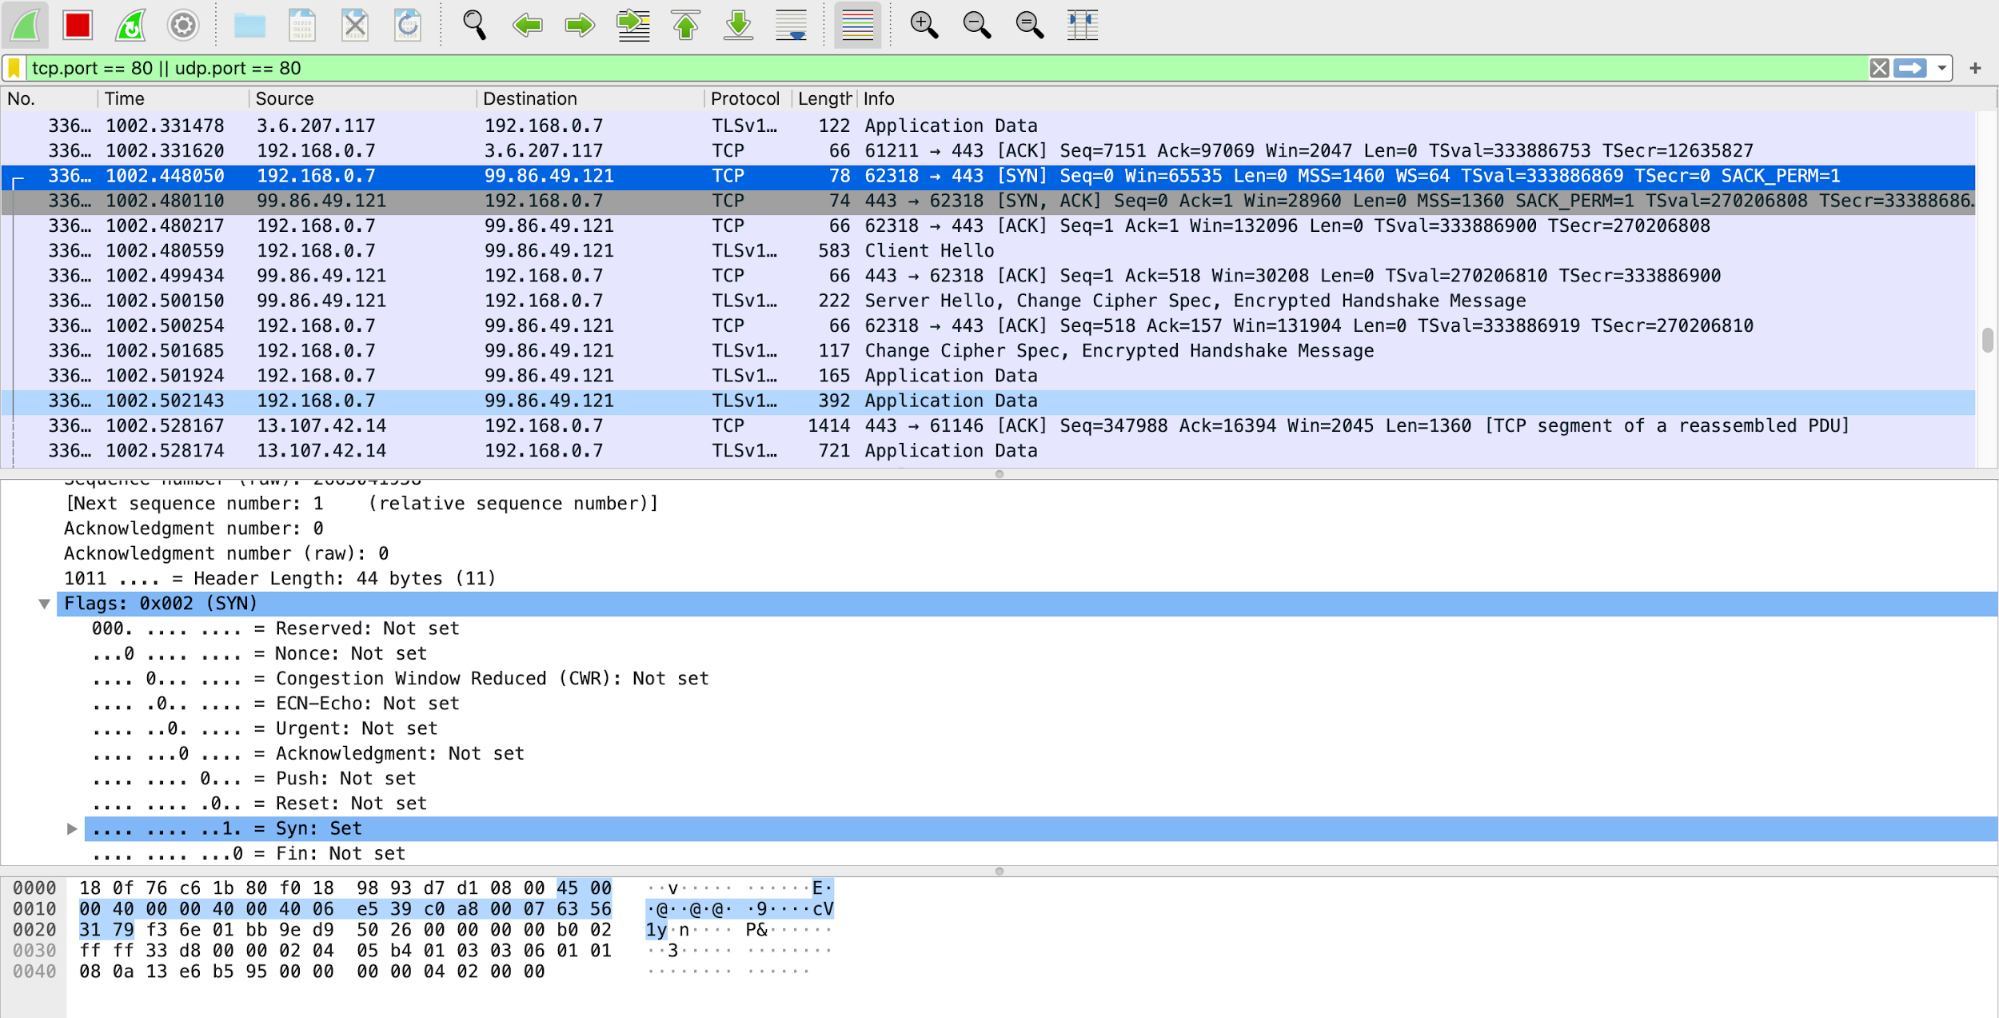 tcp.port == 80 || udp.port == 80
+
No. Time Source Destination Protocol Length Info
336… 1002.331478 3.6.207.117 192.168.0.7 TLSv1… 122 Application Data
336… 1002.331620 192.168.0.7 3.6.207.117 TCP 66 61211 → 443 [ACK] Seq=7151 Ack=97069 Win=2047 Len=0 TSval=333886753 TSecr=12635827
336… 1002.448050 192.168.0.7 99.86.49.121 TCP 78 62318 → 443 [SYN] Seq=0 Win=65535 Len=0 MSS=1460 WS=64 TSval=333886869 TSecr=0 SACK_PERM=1
336… 1002.480110 99.86.49.121 192.168.0.7 TCP 74 443 → 62318 [SYN, ACK] Seq=0 Ack=1 Win=28960 Len=0 MSS=1360 SACK_PERM=1 TSval=270206808 TSecr=33388686…
336… 1002.480217 192.168.0.7 99.86.49.121 TCP 66 62318 → 443 [ACK] Seq=1 Ack=1 Win=132096 Len=0 TSval=333886900 TSecr=270206808
336… 1002.480559 192.168.0.7 99.86.49.121 TLSv1… 583 Client Hello
336… 1002.499434 99.86.49.121 192.168.0.7 TCP 66 443 → 62318 [ACK] Seq=1 Ack=518 Win=30208 Len=0 TSval=270206810 TSecr=333886900
336… 1002.500150 99.86.49.121 192.168.0.7 TLSv1… 222 Server Hello, Change Cipher Spec, Encrypted Handshake Message
336… 1002.500254 192.168.0.7 99.86.49.121 TCP 66 62318 → 443 [ACK] Seq=518 Ack=157 Win=131904 Len=0 TSval=333886919 TSecr=270206810
336… 1002.501685 192.168.0.7 99.86.49.121 TLSv1… 117 Change Cipher Spec, Encrypted Handshake Message
336… 1002.501924 192.168.0.7 99.86.49.121 TLSv1… 165 Application Data
336… 1002.502143 192.168.0.7 99.86.49.121 TLSv1… 392 Application Data
336… 1002.528167 13.107.42.14 192.168.0.7 TCP 1414 443 → 61146 [ACK] Seq=347988 Ack=16394 Win=2045 Len=1360 [TCP segment of a reassembled PDU]
336… 1002.528174 13.107.42.14 192.168.0.7 TLSv1… 721 Application Data
Sequence number (raw):
[Next sequence number: 1    (relative sequence number)]
Acknowledgment number: 0
Acknowledgment number (raw): 0
1011 .... = Header Length: 44 bytes (11)
Flags: 0x002 (SYN)
000. .... .... = Reserved: Not set
...0 .... .... = Nonce: Not set
.... 0... .... = Congestion Window Reduced (CWR): Not set
.... .0.. .... = ECN-Echo: Not set
.... ..0. .... = Urgent: Not set
.... ...0 .... = Acknowledgment: Not set
.... .... 0... = Push: Not set
.... .... .0.. = Reset: Not set
.... .... ..1. = Syn: Set
.... .... ...0 = Fin: Not set
0000 18 0f 76 c6 1b 80 f0 18 98 93 d7 d1 08 00 45 00 ··v····· ······E·
0010 00 40 00 00 40 00 40 06 e5 39 c0 a8 00 07 63 56 ·@··@·@· ·9····cV
0020 31 79 f3 6e 01 bb 9e d9 50 26 00 00 00 00 b0 02 1y·n···· P&······
0030 ff ff 33 d8 00 00 02 04 05 b4 01 03 03 06 01 01 ··3····· ········
0040 08 0a 13 e6 b5 95 00 00 00 00 04 02 00 00 ········ ······